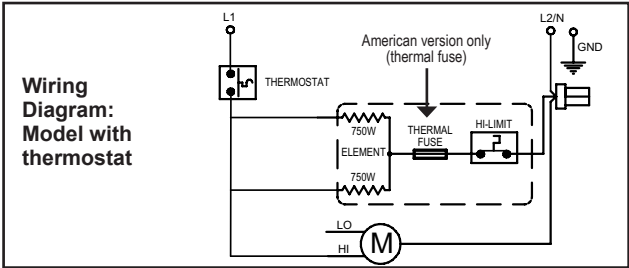 Wiring
Diagram:
Model with
thermostat
L1
L2/N
GND
American version only
(thermal fuse)
THERMOSTAT
750W
ELEMENT
750W
THERMAL
FUSE
HI-LIMIT
LO
HI
M